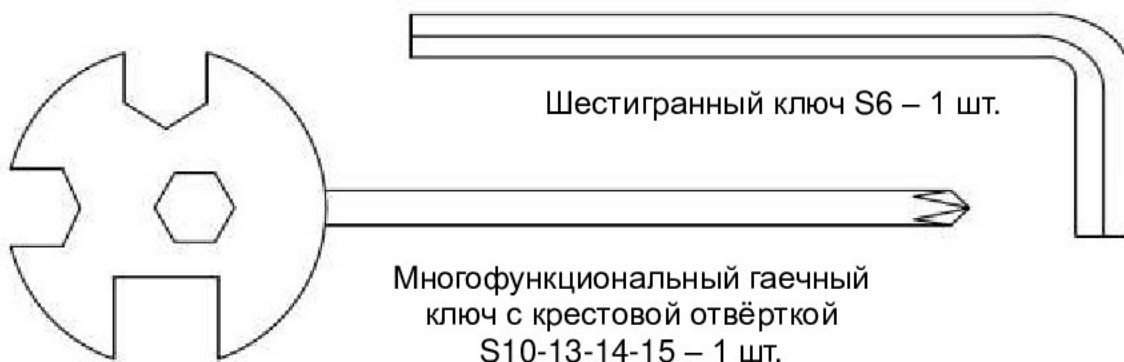 Шестигранный ключ S6 – 1 шт.
Многофункциональный гаечный
ключ с крестовой отвёрткой
S10-13-14-15 – 1 шт.